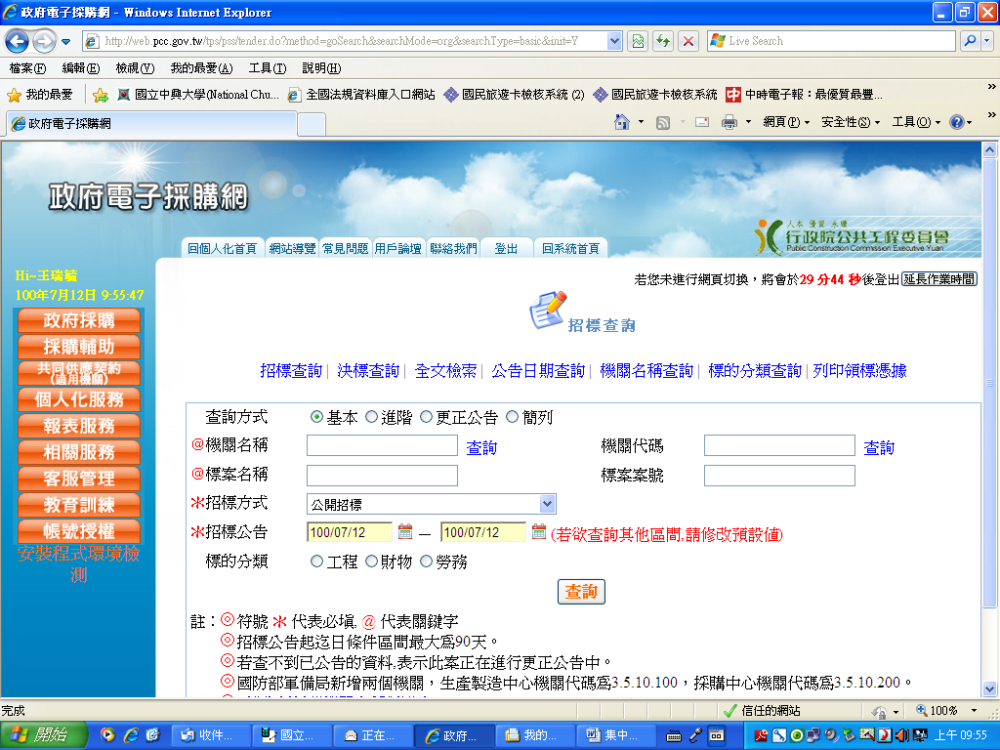 政府電子採購網 - Windows Internet Explorer
http://web.pcc.gov.tw/tps/pss/tender.do?method=goSearch&searchMode=org&searchType=basic&init=Y
Live Search
檔案(F) 編輯(E) 檢視(V) 我的最愛(A) 工具(T) 說明(H)
我的最愛 國立中興大學(National Chu... 全國法規資料庫入口網站 國民旅遊卡檢核系統 (2) 國民旅遊卡檢核系統 中 中時電子報：最優質最豐...
政府電子採購網
網頁(P) 安全性(S) 工具(O)
政府電子採購網
人本 優質 永續
行政院公共工程委員會
Public Construction Commission Executive Yuan
回個人化首頁 網站導覽 常見問題 用戶論壇 聯絡我們 登出 回系統首頁
Hi~王瑞毓
100年7月12日 9:55:47
若您未進行網頁切換，將會於29 分44 秒後登出 延長作業時間
政府採購
採購輔助
共同供應契約
(適用機關)
個人化服務
報表服務
相關服務
客服管理
教育訓練
帳號授權
安裝程式環境檢測
招標查詢
招標查詢| 決標查詢| 全文檢索| 公告日期查詢| 機關名稱查詢| 標的分類查詢| 列印領標憑據
查詢方式 基本 進階 更正公告 簡列
@機關名稱 查詢 機關代碼 查詢
@標案名稱 標案案號
＊招標方式 公開招標
＊招標公告 100/07/12 — 100/07/12 (若欲查詢其他區間,請修改預設值)
標的分類 工程 財物 勞務
查詢
註：◎符號 ＊ 代表必填, @ 代表關鍵字
◎招標公告起迄日條件區間最大為90天。
◎若查不到已公告的資料,表示此案正在進行更正公告中。
◎國防部軍備局新增兩個機關，生產製造中心機關代碼為3.5.10.100，採購中心機關代碼為3.5.10.200。
完成 信任的網站 100%
開始 收件... 國立... 正在... 政府... 我的... 集中... 上午 09:55